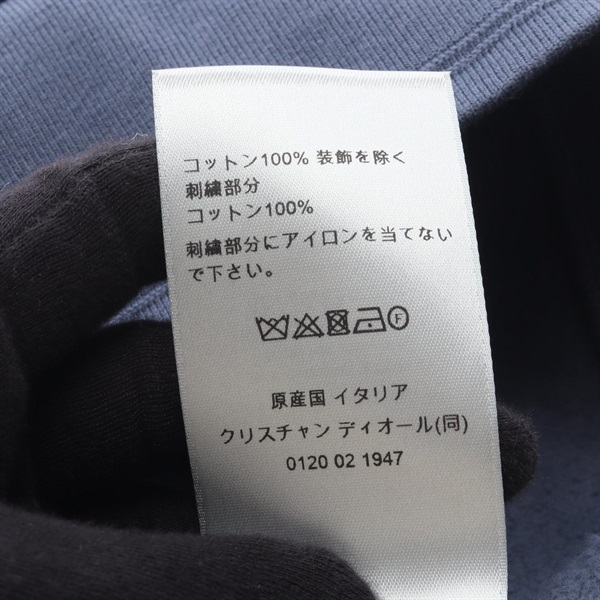 コットン100% 装飾を除く
刺繍部分
コットン100%
刺繍部分にアイロンを当てない
で下さい。
F
原産国 イタリア
クリスチャン ディオール(同)
0120 02 1947